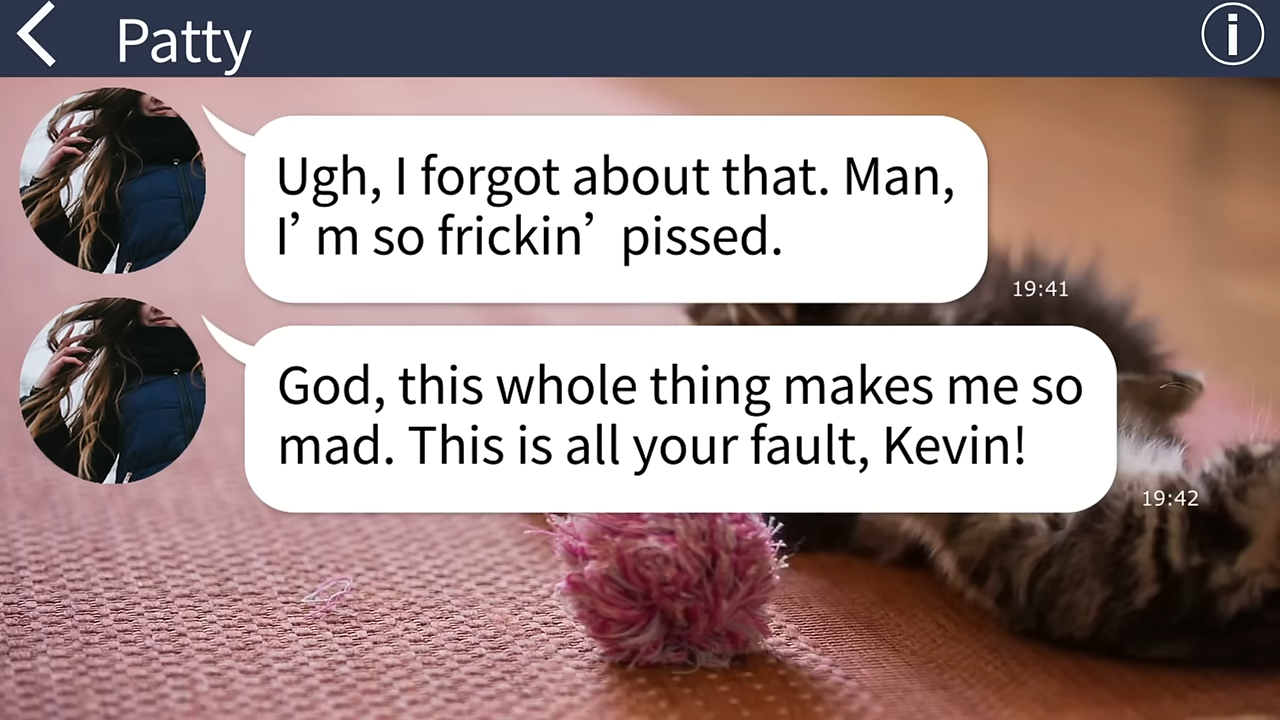 Patty
Ugh, I forgot about that. Man,
I’m so frickin’ pissed.
19:41
God, this whole thing makes me so
mad. This is all your fault, Kevin!
19:42